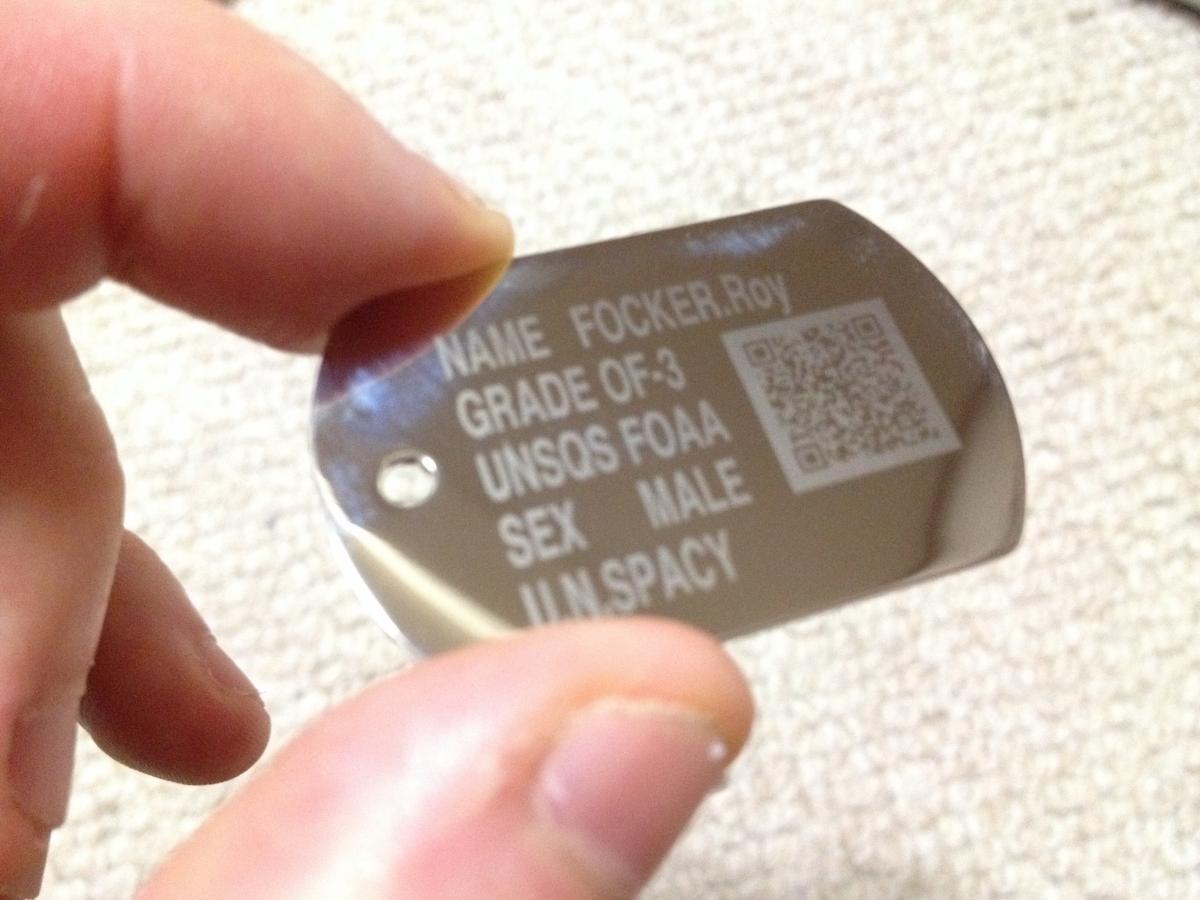 NAME FOCKER.Roy
GRADE OF-3
UNSQS FOAA
SEX MALE
U.N.SPACY